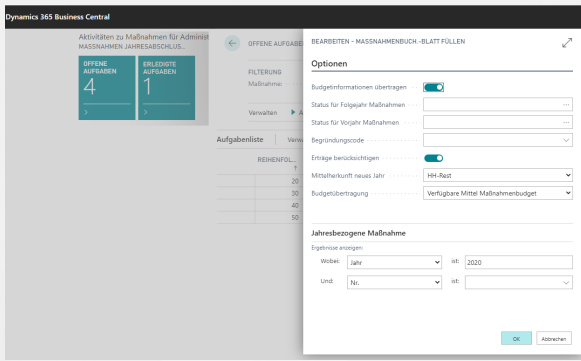 Dynamics 365 Business Central
Aktivitäten zu Maßnahmen für Administ
MASSNAHMEN JAHRESABSCHLUS...
OFFENE
AUFGABEN
4
>
ERLEDIGTE
AUFGABEN
1
>
OFFENE AUFGABE
FILTERUNG
Maßnahme:
Verwalten
Aufgabenliste
Verwa
REIHENFOL...
↑
20
30
40
50
BEARBEITEN - MASSNAHMENBUCH.-BLATT FÜLLEN
Optionen
Budgetinformationen übertragen
Status für Folgejahr Maßnahmen
...
Status für Vorjahr Maßnahmen
...
Begründungscode
Erträge berücksichtigen
Mittelherkunft neues Jahr HH-Rest
Budgetübertragung Verfügbare Mittel Maßnahmenbudget
Jahresbezogene Maßnahme
Ergebnisse anzeigen:
Wobei: Jahr ist: 2020
Und: Nr. ist:
OK Abbrechen